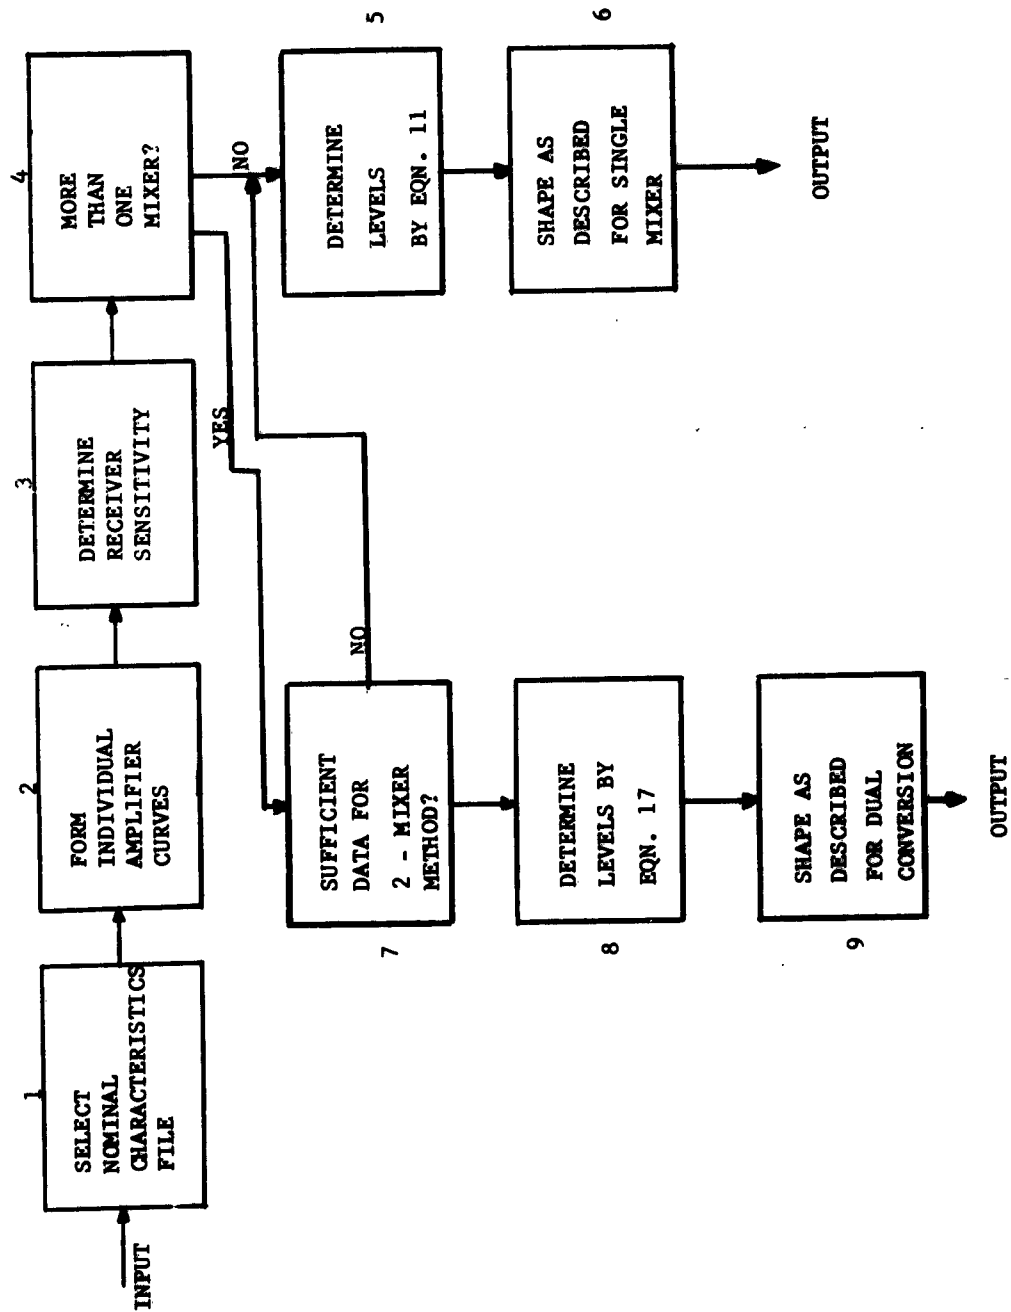 INPUT
1
SELECT
NOMINAL
CHARACTERISTICS
FILE
2
FORM
INDIVIDUAL
AMPLIFIER
CURVES
3
DETERMINE
RECEIVER
SENSITIVITY
4
MORE
THAN
ONE
MIXER?
NO
YES
5
DETERMINE
LEVELS
BY EQN. 11
6
SHAPE AS
DESCRIBED
FOR SINGLE
MIXER
OUTPUT
7
SUFFICIENT
DATA FOR
2 - MIXER
METHOD?
NO
8
DETERMINE
LEVELS BY
EQN. 17
9
SHAPE AS
DESCRIBED
FOR DUAL
CONVERSION
OUTPUT